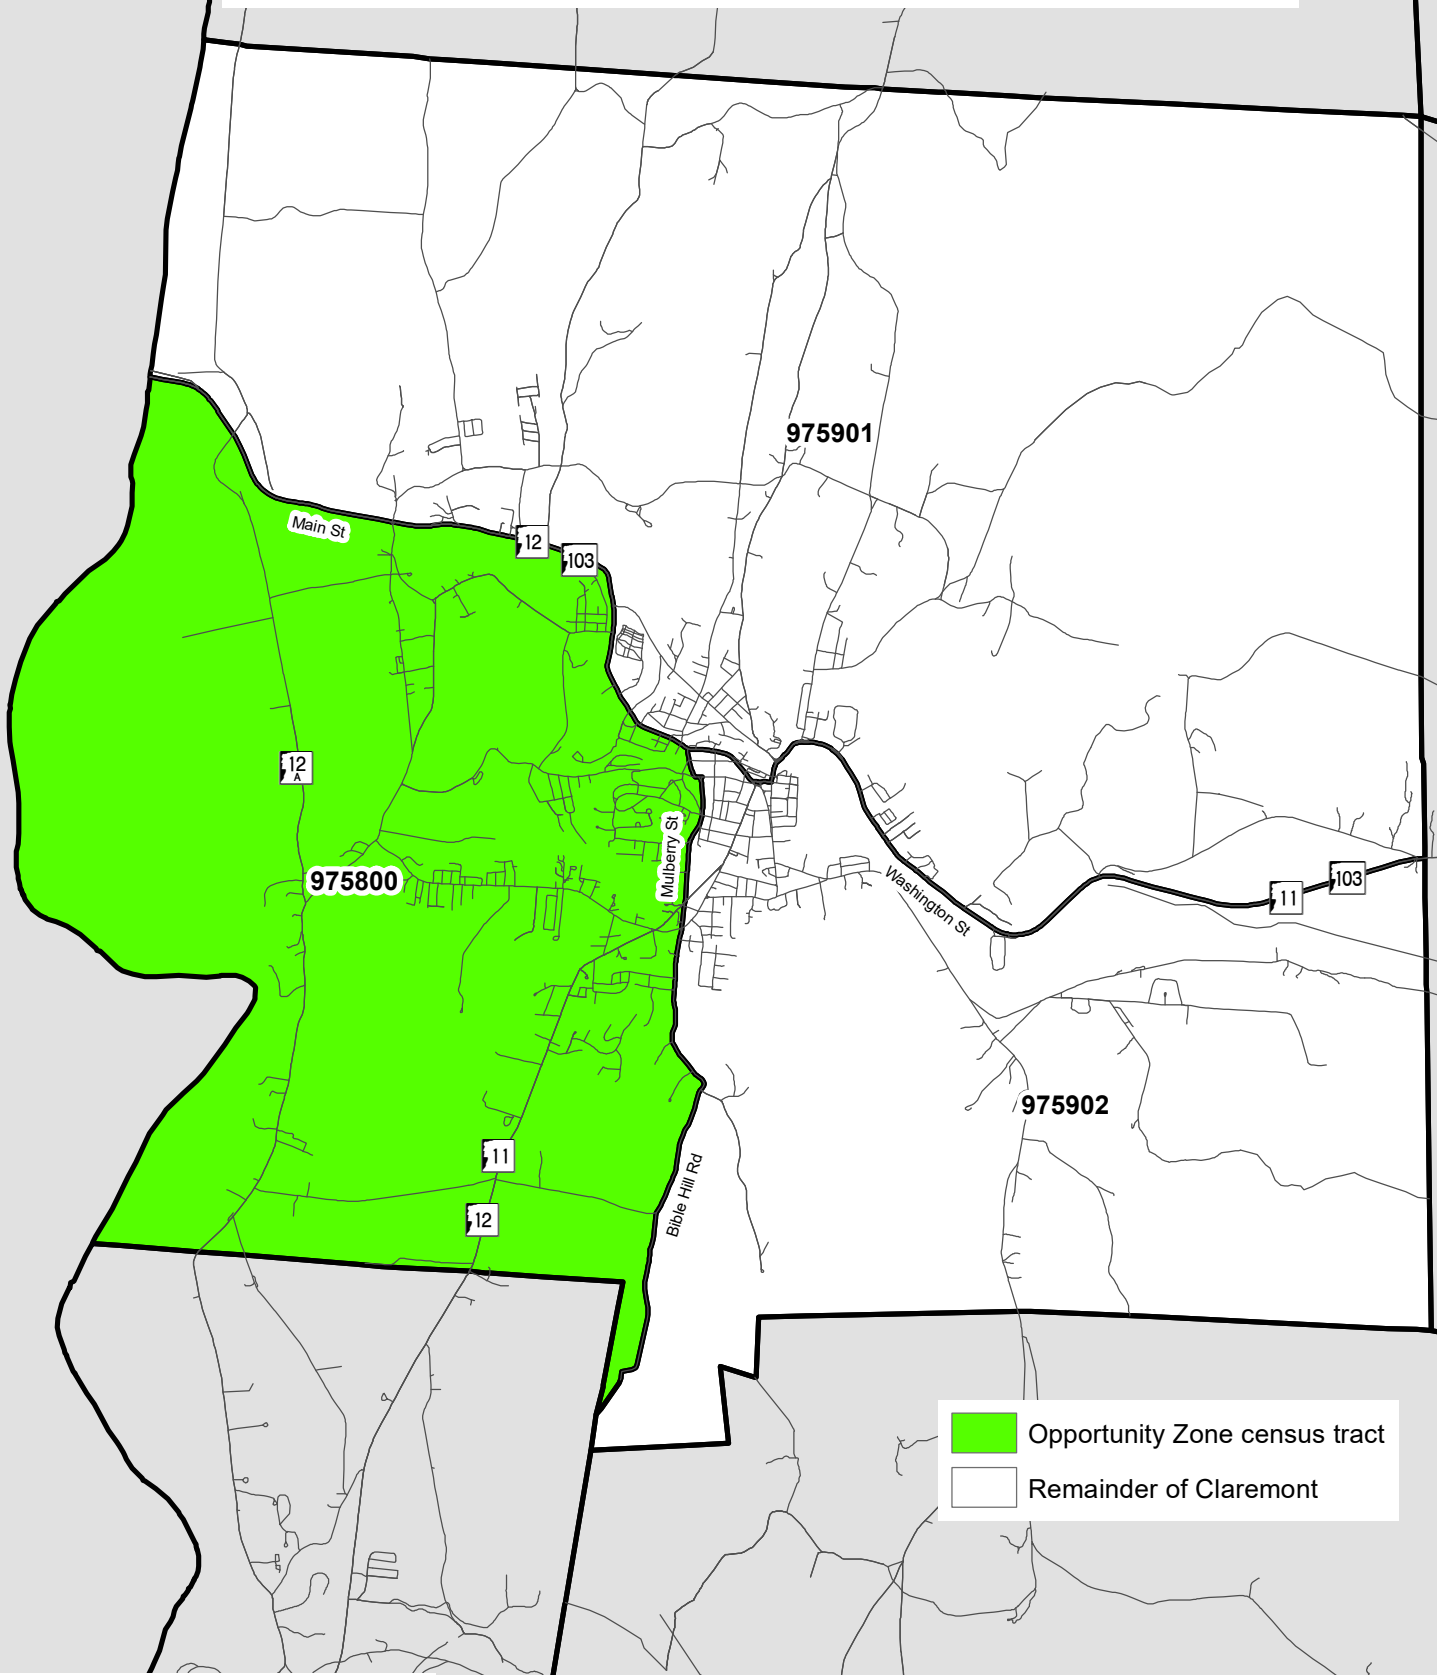 975901
Main St
12
103
12
A
Mulberry St
975800
Washington St
103
11
975902
11
Bible Hill Rd
12
Opportunity Zone census tract
Remainder of Claremont